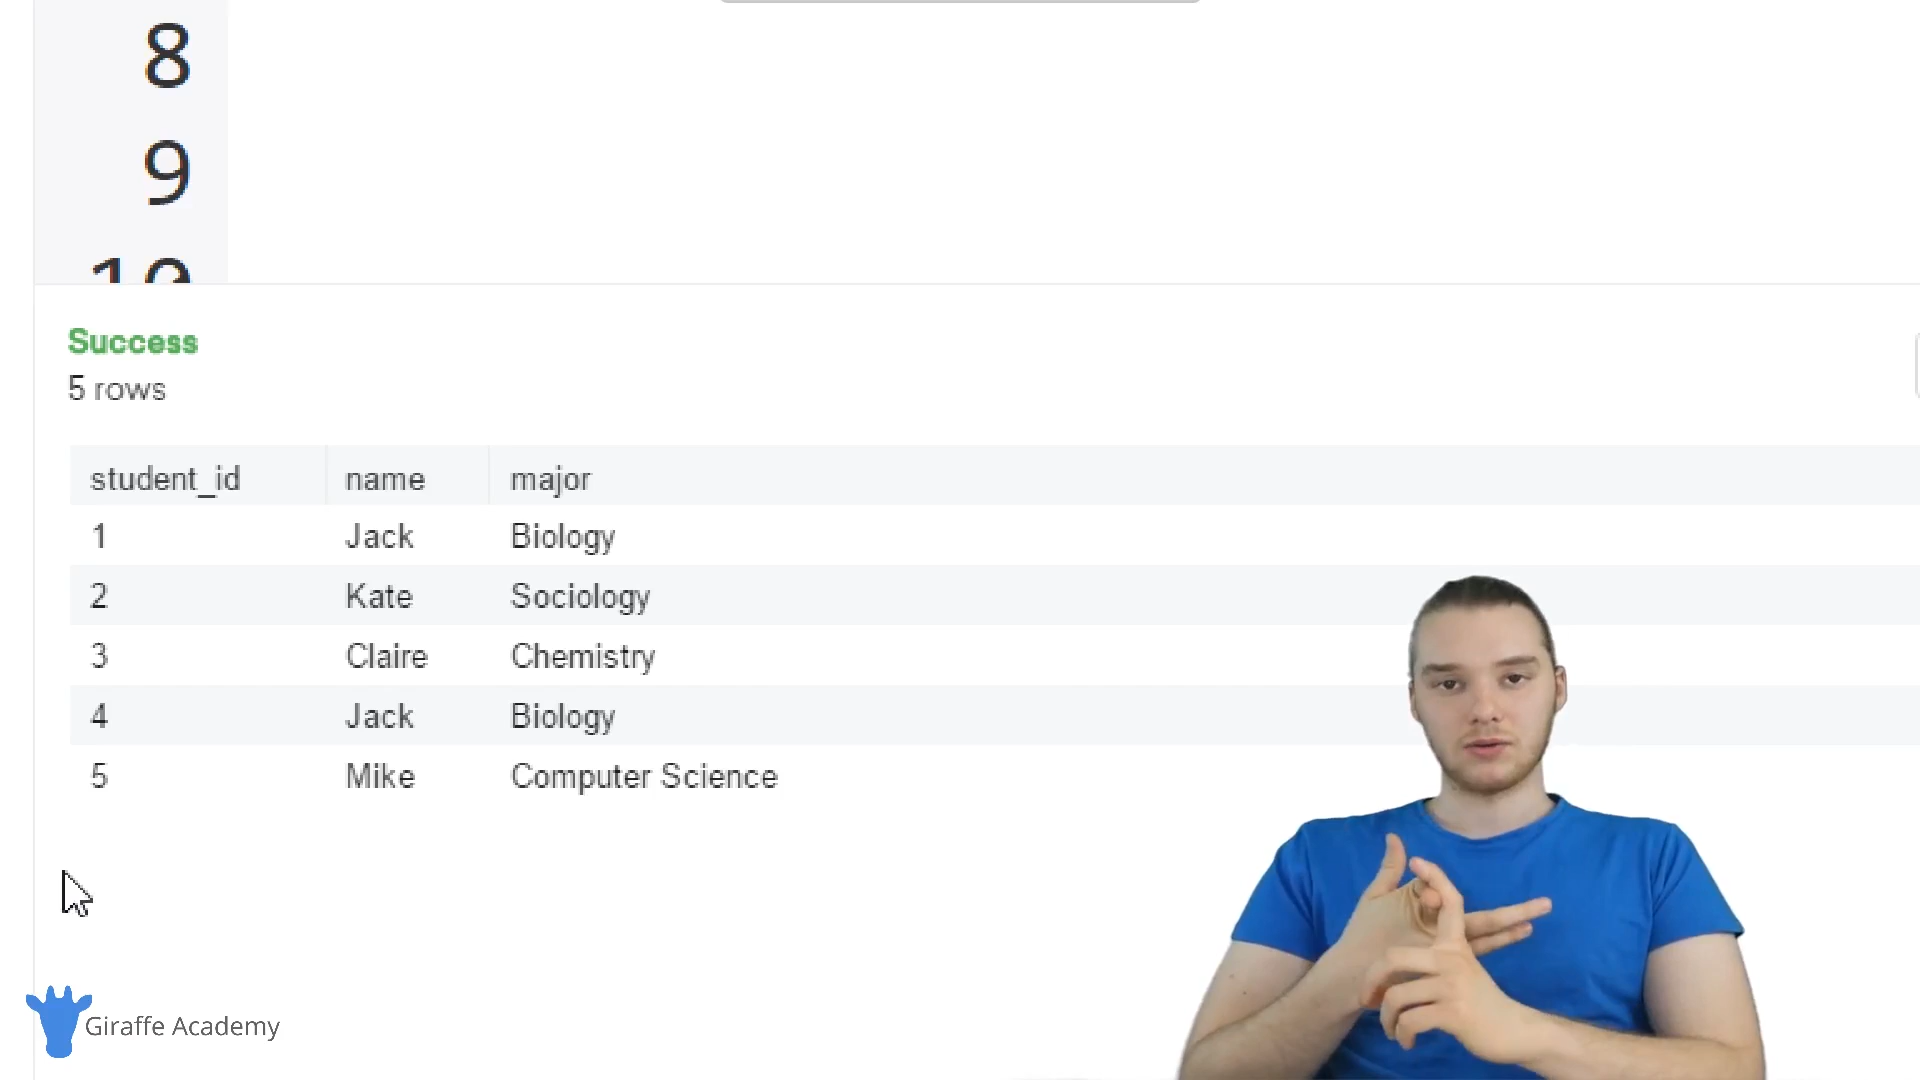 8
9
10
Success
5 rows
student_id name major
1 Jack Biology
2 Kate Sociology
3 Claire Chemistry
4 Jack Biology
5 Mike Computer Science
Giraffe Academy